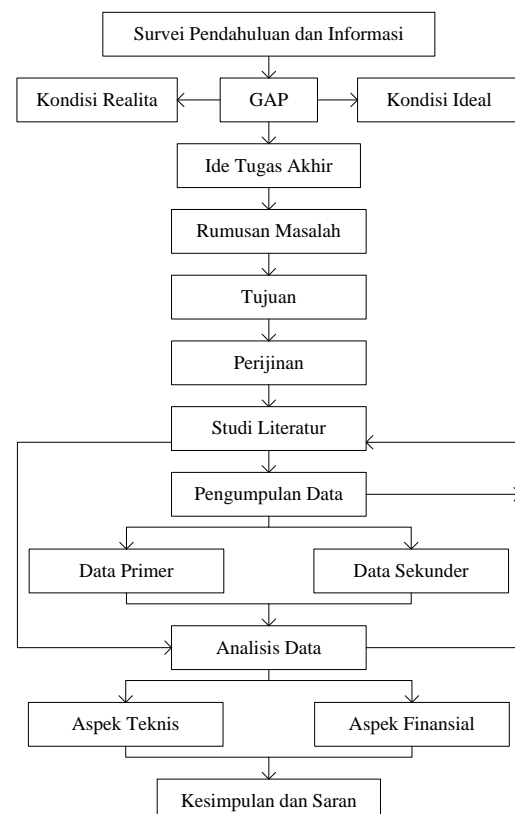 Survei Pendahuluan dan Informasi
Kondisi Realita
GAP
Kondisi Ideal
Ide Tugas Akhir
Rumusan Masalah
Tujuan
Perijinan
Studi Literatur
Pengumpulan Data
Data Primer
Data Sekunder
Analisis Data
Aspek Teknis
Aspek Finansial
Kesimpulan dan Saran